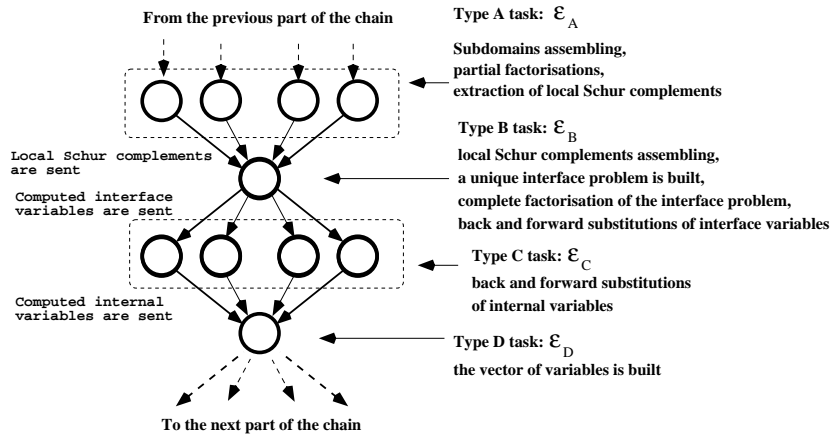 From the previous part of the chain
Type A task: ℰ_A
Subdomains assembling,
partial factorisations,
extraction of local Schur complements
Local Schur complements
are sent
Type B task: ℰ_B
local Schur complements assembling,
a unique interface problem is built,
complete factorisation of the interface problem,
back and forward substitutions of interface variables
Computed interface
variables are sent
Type C task: ℰ_C
back and forward substitutions
of internal variables
Computed internal
variables are sent
Type D task: ℰ_D
the vector of variables is built
To the next part of the chain